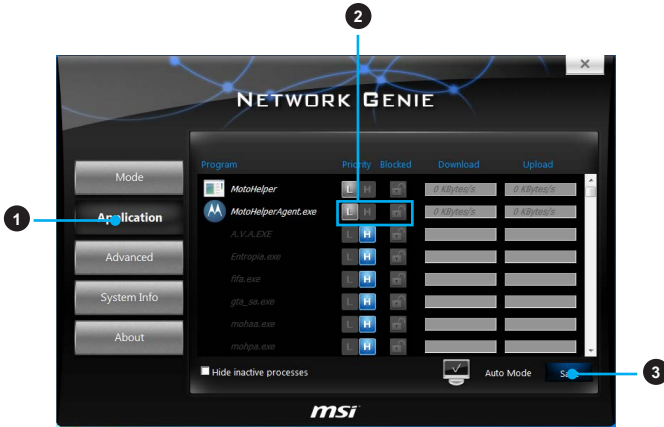 2
NETWORK GENIE
Program Priority Blocked Download Upload
Mode
MotoHelper L H 0 KBytes/s 0 KBytes/s
1
Application
MotoHelperAgent.exe L H 0 KBytes/s 0 KBytes/s
A.V.A.EXE L H
Advanced
Entropia.exe L H
fifa.exe L H
System Info
gta_sa.exe L H
mohaa.exe L H
About
mohpa.exe L H
Hide inactive processes Auto Mode
3
msi